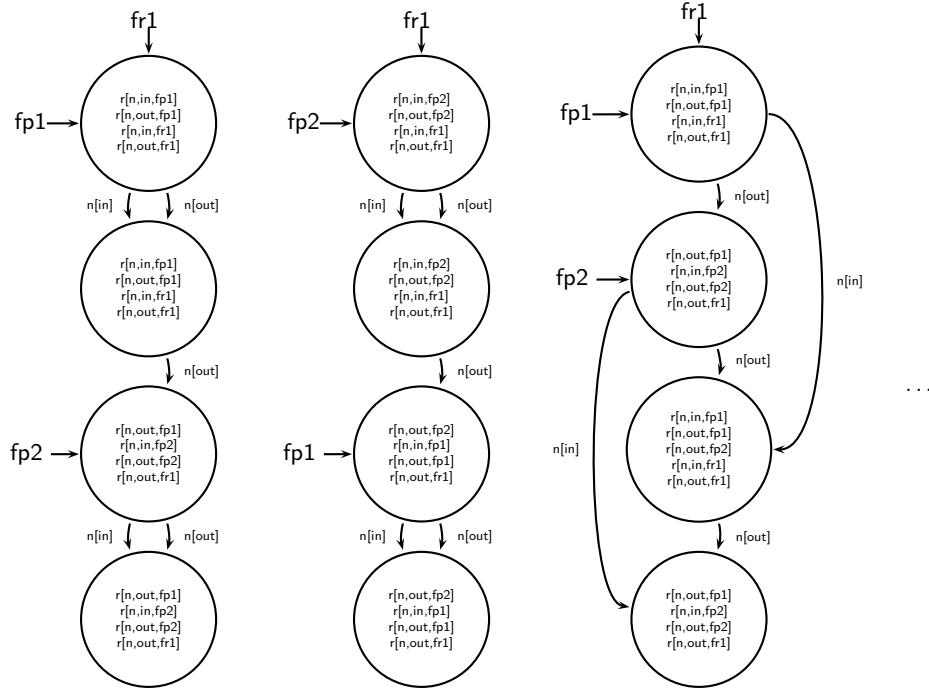 fr1
fp1
r[n,in,fp1]
r[n,out,fp1]
r[n,in,fr1]
r[n,out,fr1]
n[in]
n[out]
r[n,in,fp1]
r[n,out,fp1]
r[n,in,fr1]
r[n,out,fr1]
n[out]
fp2
r[n,out,fp1]
r[n,in,fp2]
r[n,out,fp2]
r[n,out,fr1]
n[in]
n[out]
r[n,out,fp1]
r[n,in,fp2]
r[n,out,fp2]
r[n,out,fr1]
fr1
fp2
r[n,in,fp2]
r[n,out,fp2]
r[n,in,fr1]
r[n,out,fr1]
n[in]
n[out]
r[n,in,fp2]
r[n,out,fp2]
r[n,in,fr1]
r[n,out,fr1]
n[out]
fp1
r[n,out,fp2]
r[n,in,fp1]
r[n,out,fp1]
r[n,out,fr1]
n[in]
n[out]
r[n,out,fp2]
r[n,in,fp1]
r[n,out,fp1]
r[n,out,fr1]
fr1
fp1
r[n,in,fp1]
r[n,out,fp1]
r[n,in,fr1]
r[n,out,fr1]
n[out]
fp2
r[n,out,fp1]
r[n,in,fp2]
r[n,out,fp2]
r[n,out,fr1]
n[in]
n[out]
n[in]
r[n,in,fp1]
r[n,out,fp1]
r[n,out,fp2]
r[n,in,fr1]
r[n,out,fr1]
n[out]
r[n,out,fp1]
r[n,in,fp2]
r[n,out,fp2]
r[n,out,fr1]
...